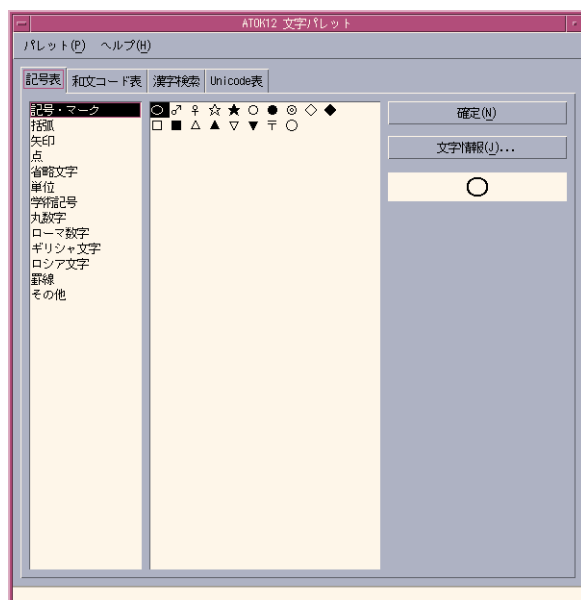 ATOK12 文字パレット
パレット(P) ヘルプ(H)
記号表 和文コード表 漢字検索 Unicode表
記号・マーク
括弧
矢印
点
省略文字
単位
学術記号
丸数字
ローマ数字
ギリシャ文字
ロシア文字
罫線
その他
○ ♂ ♀ ☆ ★ ○ ● ◎ ◇ ◆
□ ■ △ ▲ ▽ ▼ 〒 ◯
確定(N)
文字情報(J)...
○